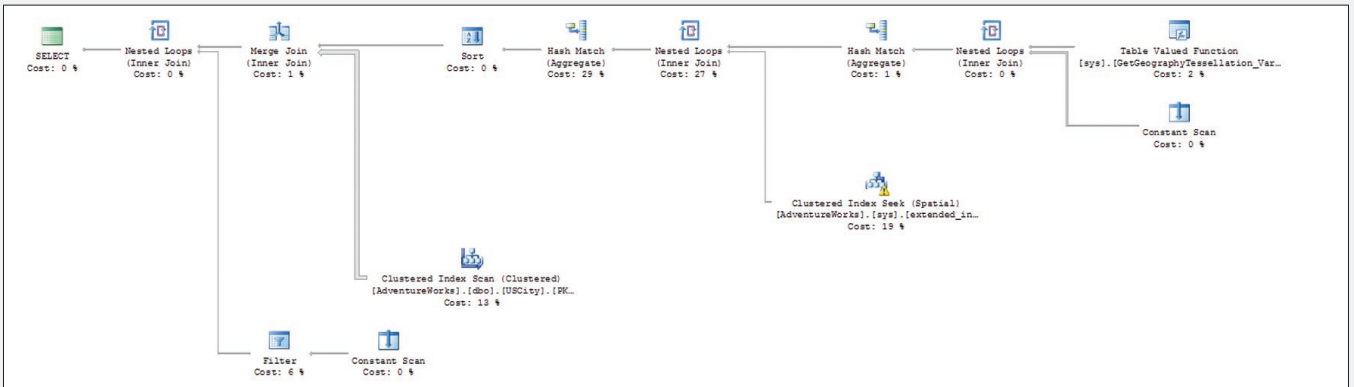 SELECT
Cost: 0 %
Nested Loops
(Inner Join)
Cost: 0 %
Merge Join
(Inner Join)
Cost: 1 %
Sort
Cost: 0 %
Hash Match
(Aggregate)
Cost: 29 %
Nested Loops
(Inner Join)
Cost: 27 %
Hash Match
(Aggregate)
Cost: 1 %
Nested Loops
(Inner Join)
Cost: 0 %
Table Valued Function
[sys].[GetGeographyTessellation_Var…
Cost: 2 %
Constant Scan
Cost: 0 %
Clustered Index Seek (Spatial)
[AdventureWorks].[sys].[extended_in…
Cost: 19 %
Clustered Index Scan (Clustered)
[AdventureWorks].[dbo].[USCity].[PK…
Cost: 13 %
Filter
Cost: 6 %
Constant Scan
Cost: 0 %